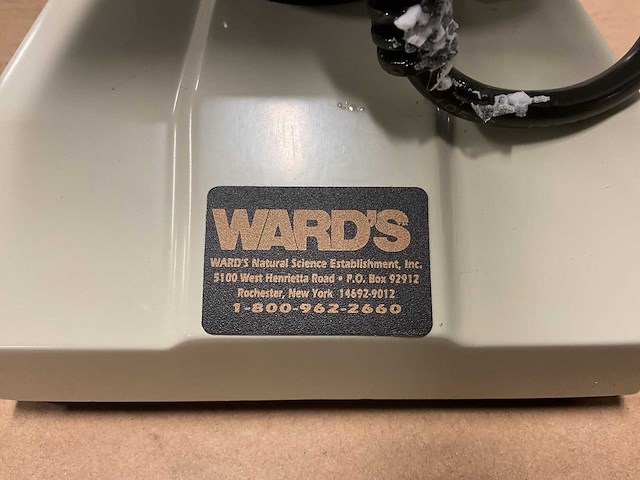 WARD'S
WARD'S Natural Science Establishment, Inc.
5100 West Henrietta Road • P.O. Box 92912
Rochester, New York 14692-9012
1-800-962-2660